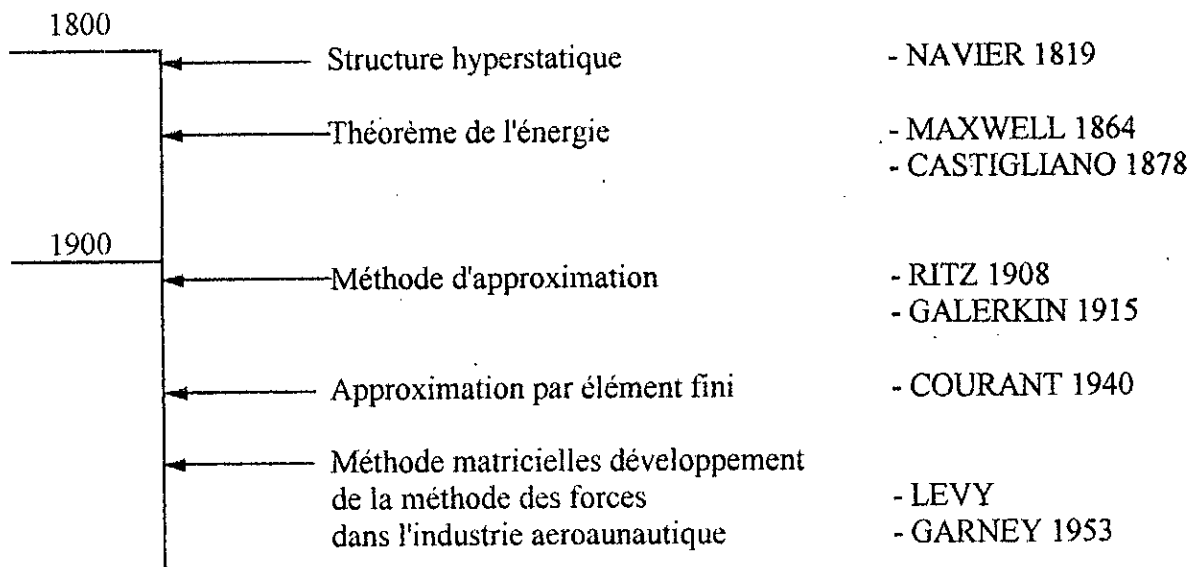 1800
Structure hyperstatique - NAVIER 1819
Théorème de l'énergie - MAXWELL 1864
- CASTIGLIANO 1878
1900
Méthode d'approximation - RITZ 1908
- GALERKIN 1915
Approximation par élément fini - COURANT 1940
Méthode matricielles développement
de la méthode des forces - LEVY
dans l'industrie aeroaunautique - GARNEY 1953